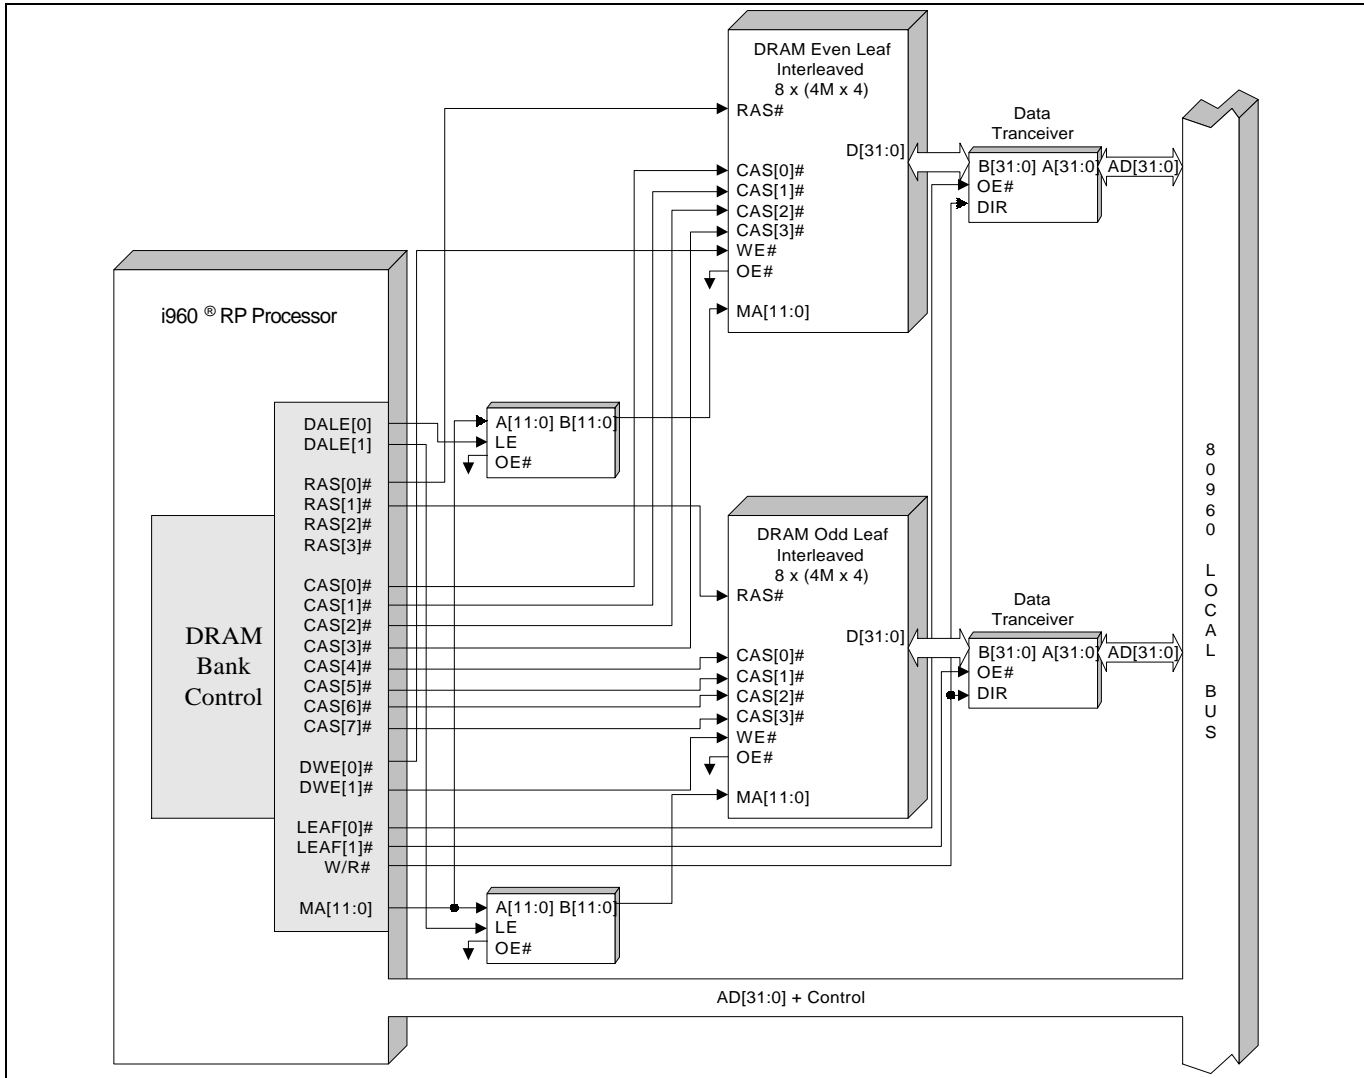 DRAM Even Leaf
Interleaved
8 x (4M x 4)
RAS#
D[31:0]
CAS[0]#
CAS[1]#
CAS[2]#
CAS[3]#
WE#
OE#
MA[11:0]
Data
Tranceiver
B[31:0] A[31:0]
OE#
DIR
AD[31:0]
i960 ® RP Processor
DRAM
Bank
Control
DALE[0]
DALE[1]
RAS[0]#
RAS[1]#
RAS[2]#
RAS[3]#
CAS[0]#
CAS[1]#
CAS[2]#
CAS[3]#
CAS[4]#
CAS[5]#
CAS[6]#
CAS[7]#
DWE[0]#
DWE[1]#
LEAF[0]#
LEAF[1]#
W/R#
MA[11:0]
A[11:0] B[11:0]
LE
OE#
DRAM Odd Leaf
Interleaved
8 x (4M x 4)
RAS#
D[31:0]
CAS[0]#
CAS[1]#
CAS[2]#
CAS[3]#
WE#
OE#
MA[11:0]
Data
Tranceiver
B[31:0] A[31:0]
OE#
DIR
AD[31:0]
A[11:0] B[11:0]
LE
OE#
80960 LOCAL BUS
AD[31:0] + Control